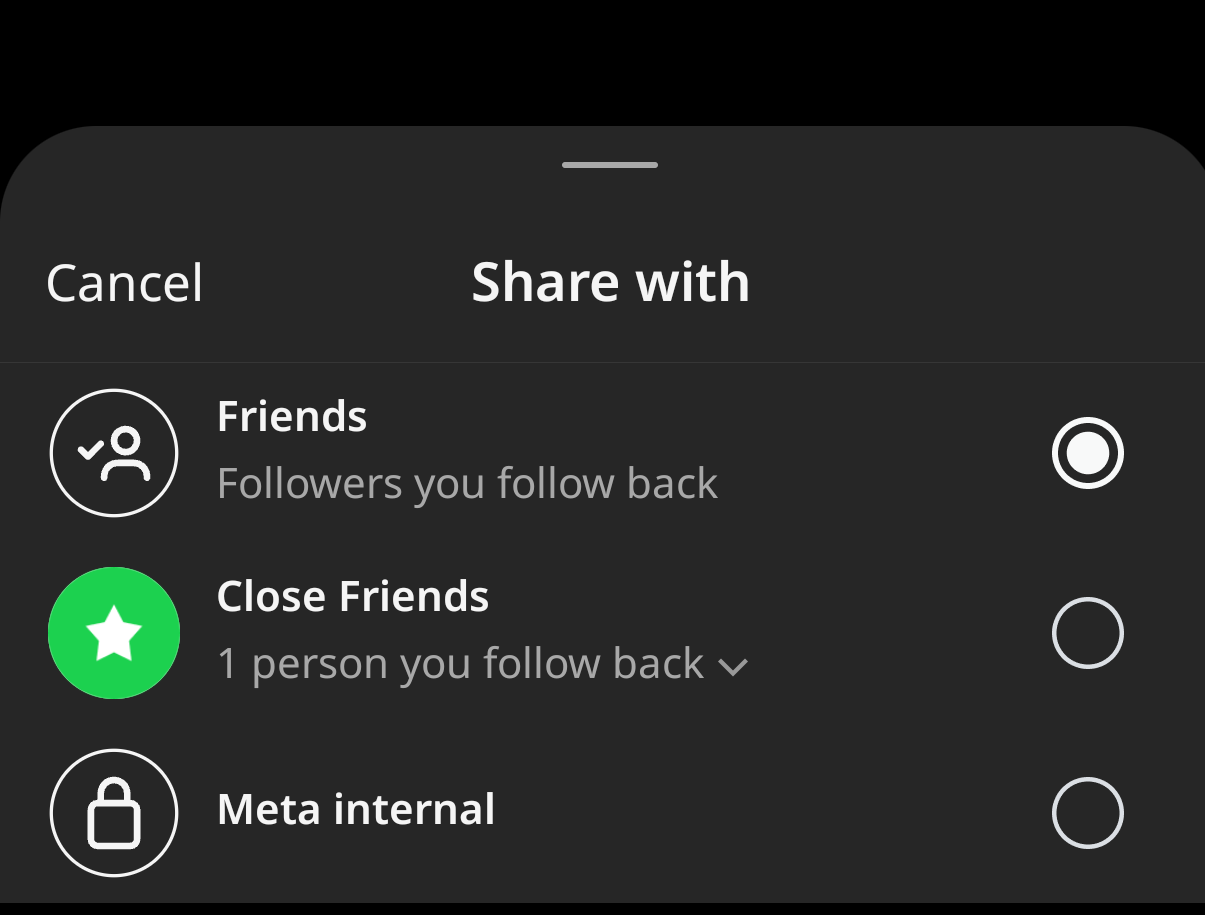 Cancel
Share with
Friends
Followers you follow back
Close Friends
1 person you follow back
Meta internal